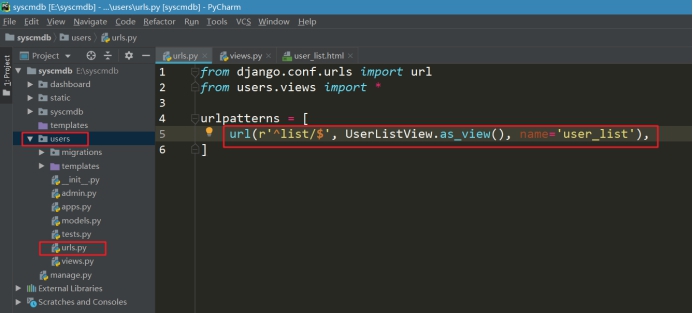 syscmdb [E:\syscmdb] - ...\users\urls.py [syscmdb] - PyCharm
File Edit View Navigate Code Refactor Run Tools VCS Window Help
syscmdb users urls.py
1: Project
Project
urls.py views.py user_list.html
syscmdb E:\syscmdb
dashboard
static
syscmdb
templates
users
migrations
templates
__init__.py
admin.py
apps.py
models.py
tests.py
urls.py
views.py
manage.py
External Libraries
Scratches and Consoles
1 from django.conf.urls import url
2 from users.views import *
3
4 urlpatterns = [
5 url(r'^list/$', UserListView.as_view(), name='user_list'),
6 ]